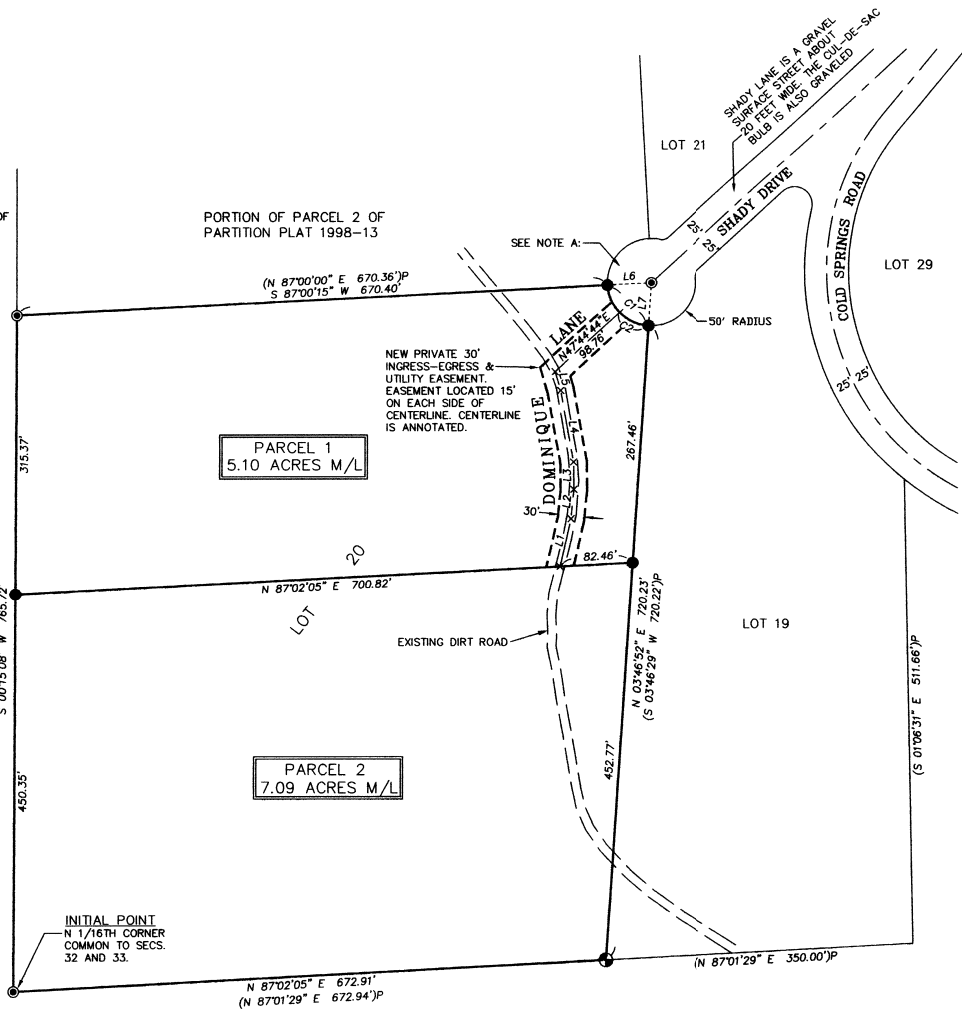 SHADY LANE IS A GRAVEL
SURFACE STREET ABOUT
20 FEET WIDE. THE CUL-DE-SAC
BULB IS ALSO GRAVELED
LOT 21
OF
PORTION OF PARCEL 2 OF
PARTITION PLAT 1998-13
SHADY DRIVE
25' 25'
COLD SPRINGS ROAD
SEE NOTE A:
LOT 29
(N 87°00'00" E 670.36')P
S 87°00'15" W 670.40'
L6
L7
C1
C2
50' RADIUS
LANE
N47°44'44"E
98.76'
NEW PRIVATE 30'
INGRESS-EGRESS &
UTILITY EASEMENT.
EASEMENT LOCATED 15'
ON EACH SIDE OF
CENTERLINE. CENTERLINE
IS ANNOTATED.
25' 25'
L5
L4
DOMINIQUE
315.37'
PARCEL 1
5.10 ACRES M/L
267.46'
L3
L2
30'
L1
82.46'
20
N 87°02'05" E 700.82'
LOT
S 00°15'08" W 765.72'
EXISTING DIRT ROAD
N 03°46'52" E 720.23'
(S 03°46'29" W 720.22')P
LOT 19
(S 01°06'31" E 511.66')P
PARCEL 2
7.09 ACRES M/L
450.35'
452.77'
INITIAL POINT
N 1/16TH CORNER
COMMON TO SECS.
32 AND 33.
N 87°02'05" E 672.91'
(N 87°01'29" E 672.94')P
(N 87°01'29" E 350.00')P